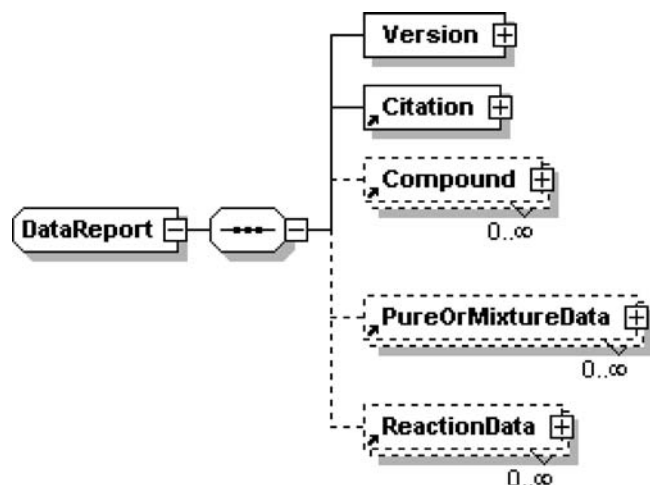 Version
Citation
Compound
0..∞
DataReport
PureOrMixtureData
0..∞
ReactionData
0..∞